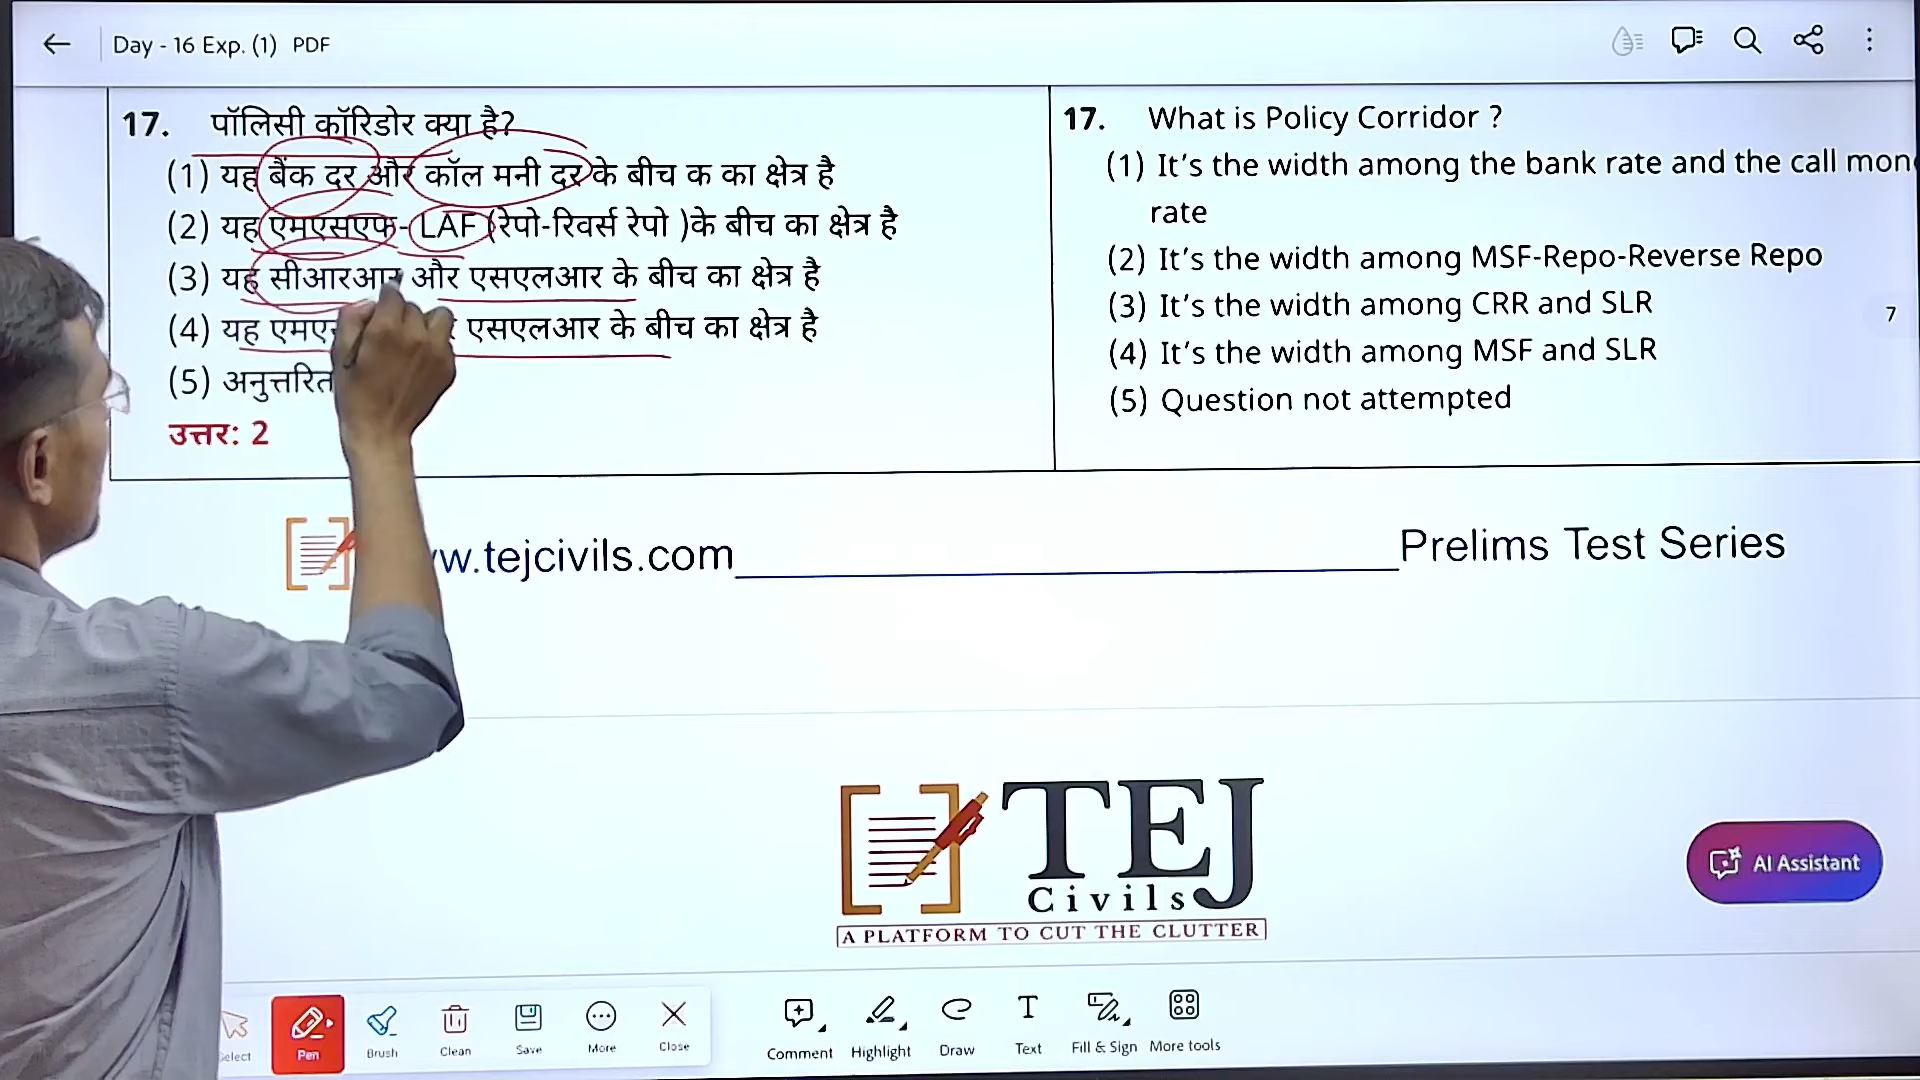 Day - 16 Exp. (1) PDF
17. पॉलिसी कॉरिडोर क्या है?
(1) यह बैंक दर और कॉल मनी दर के बीच क का क्षेत्र है
(2) यह एमएसएफ- LAF (रेपो-रिवर्स रेपो )के बीच का क्षेत्र है
(3) यह सीआरआर और एसएलआर के बीच का क्षेत्र है
(4) यह एसएलआर के बीच का क्षेत्र है
(5) अनुत्तरित
उत्तर: 2
17. What is Policy Corridor ?
(1) It's the width among the bank rate and the call
rate
(2) It's the width among MSF-Repo-Reverse Repo
(3) It's the width among CRR and SLR
(4) It's the width among MSF and SLR
(5) Question not attempted
7
w.tejcivils.com Prelims Test Series
TEJ
Civils
A PLATFORM TO CUT THE CLUTTER
AI Assistant
Pen Brush Clean Save More Close Comment Highlight Draw Text Fill & Sign More tools